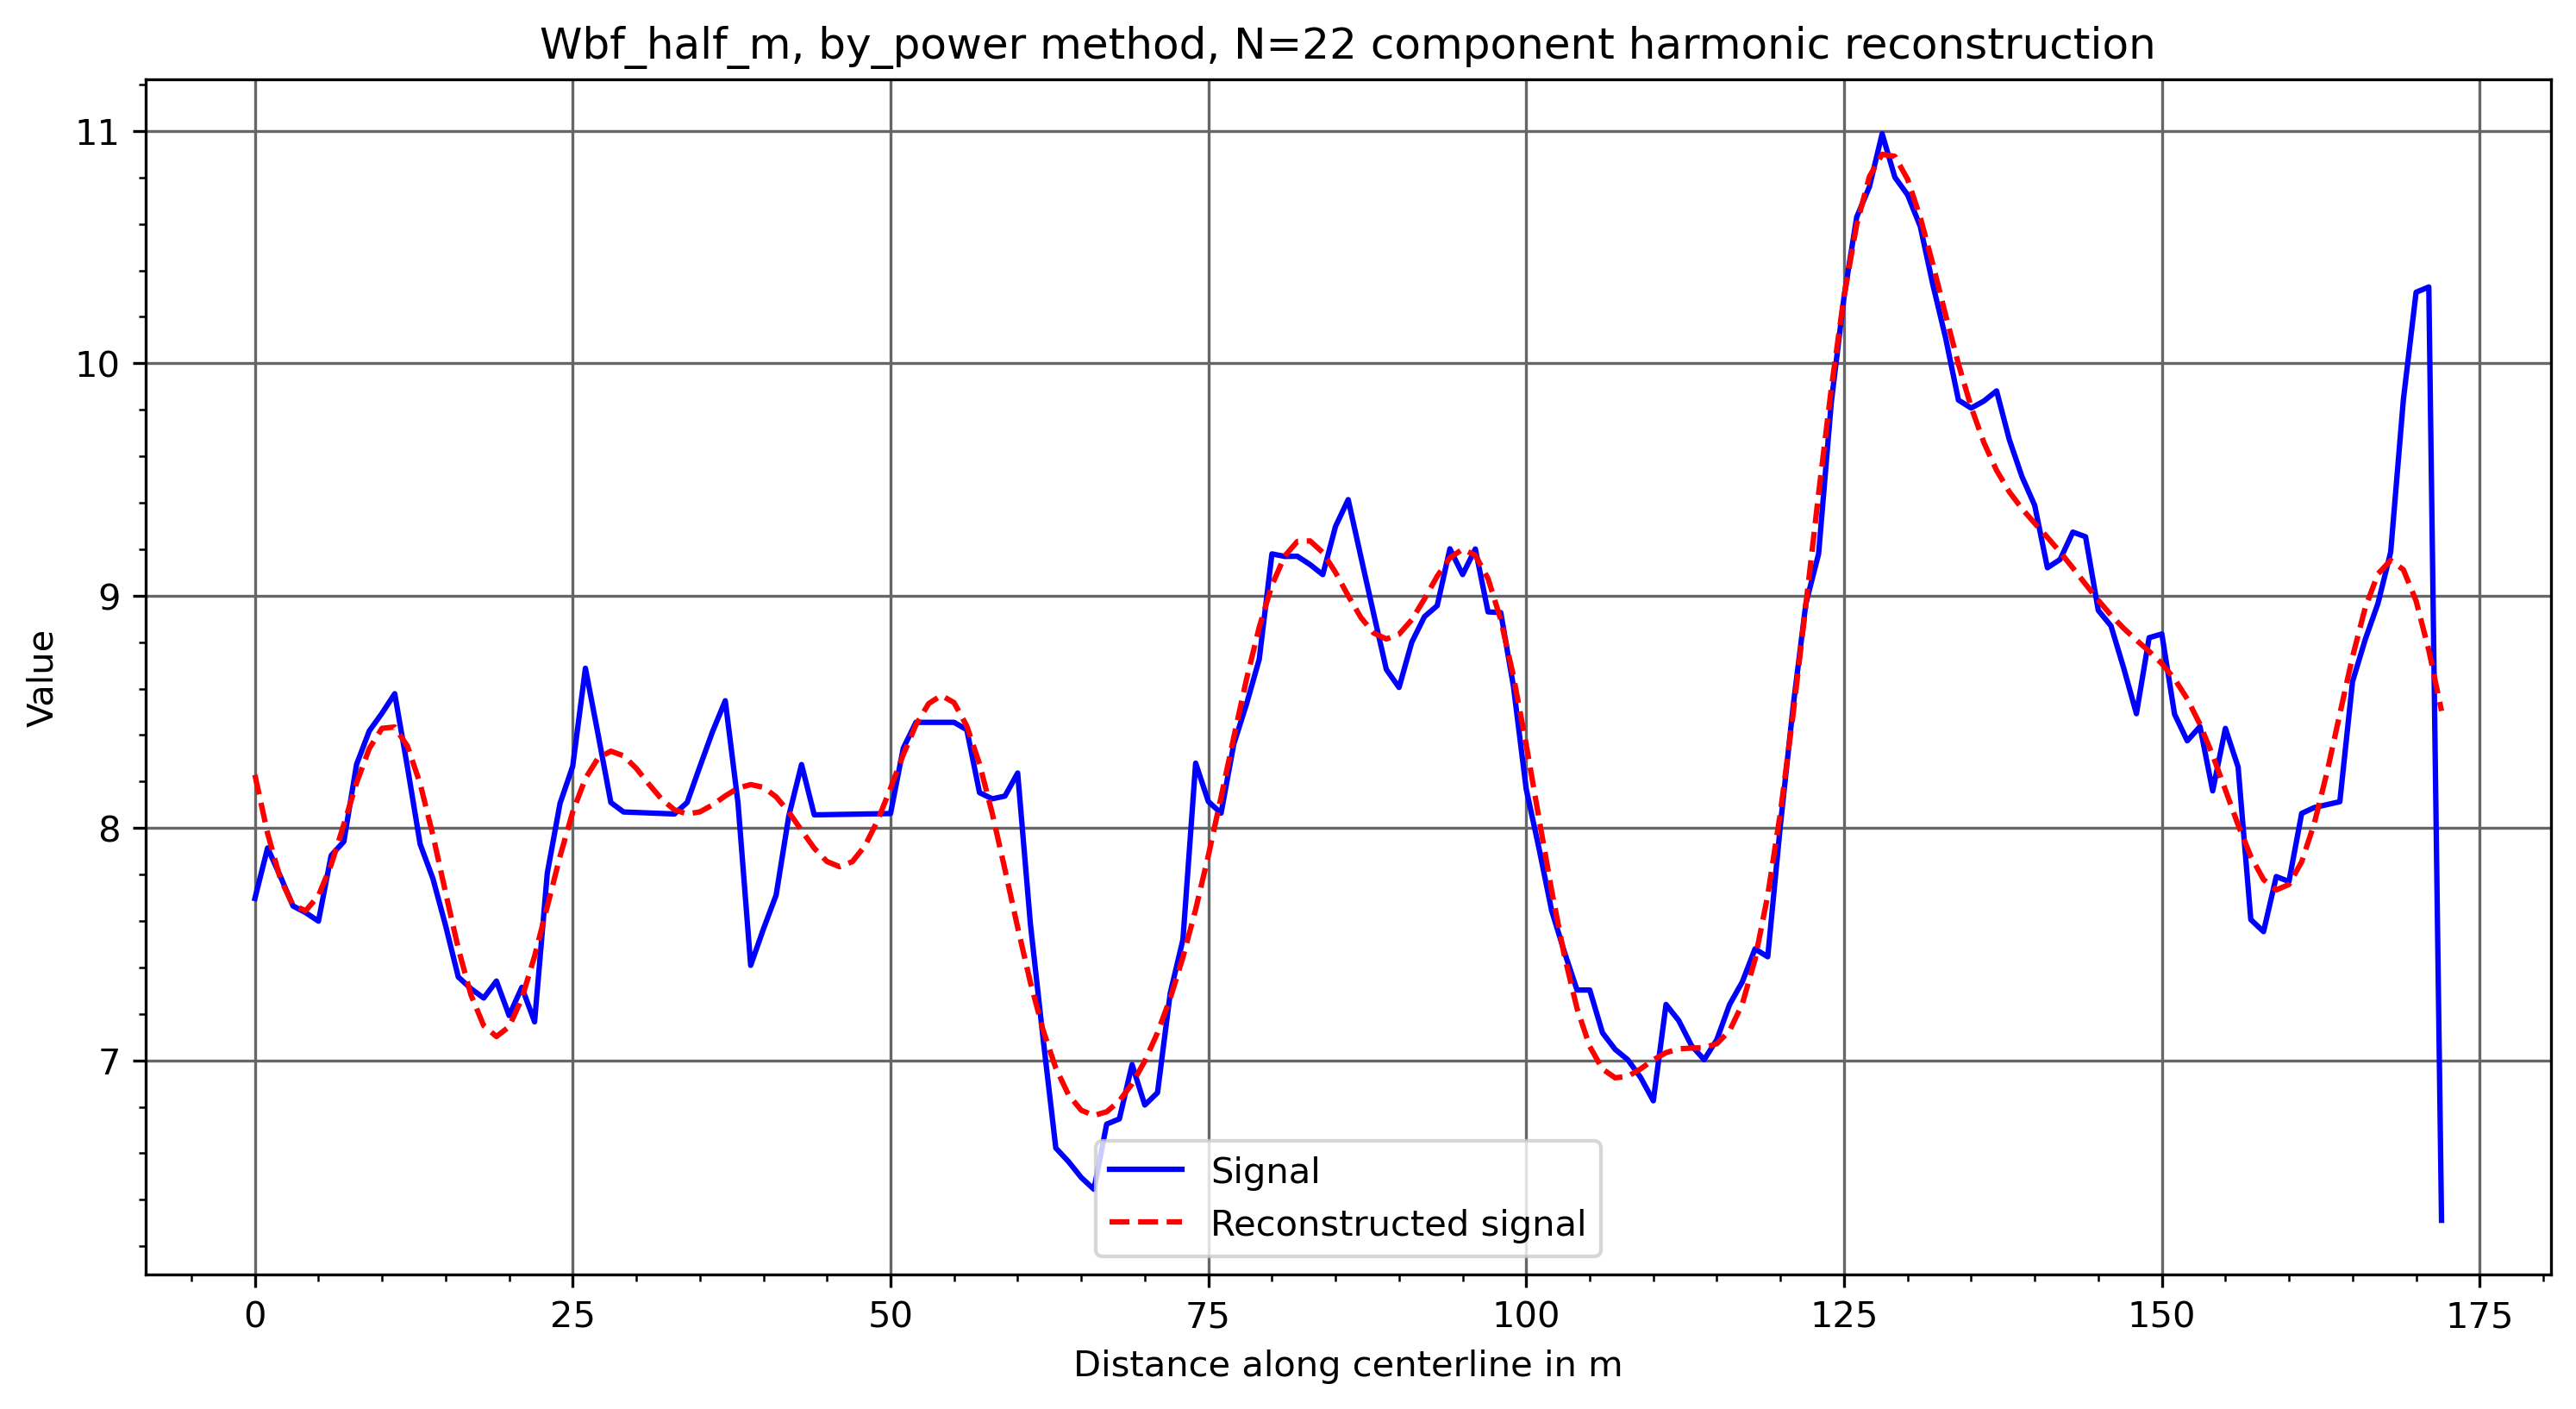 Wbf_half_m, by_power method, N=22 component harmonic reconstruction
Value
11
10
9
8
7
Signal
Reconstructed signal
0 25 50 75 100 125 150 175
Distance along centerline in m